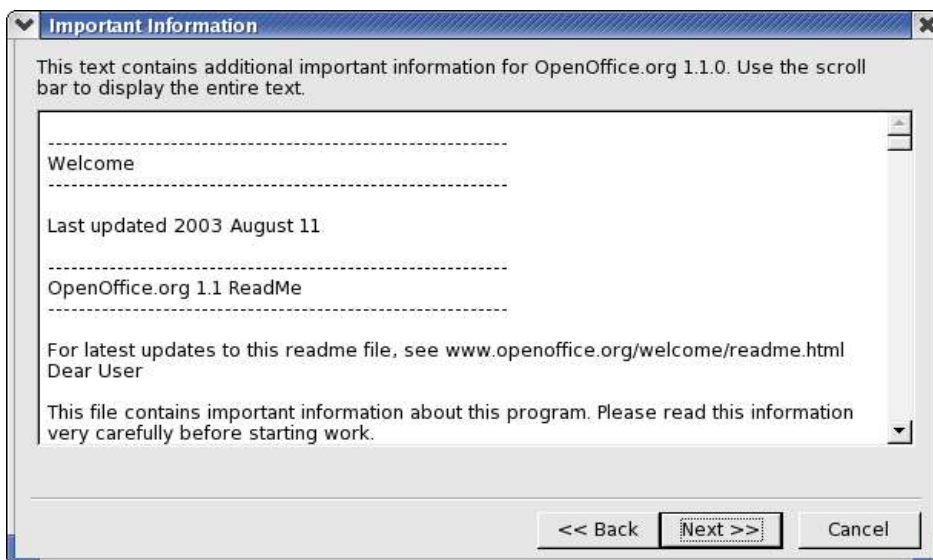 Important Information
This text contains additional important information for OpenOffice.org 1.1.0. Use the scroll
bar to display the entire text.
--------------------------------------------------------
Welcome
--------------------------------------------------------
Last updated 2003 August 11
--------------------------------------------------------
OpenOffice.org 1.1 ReadMe
--------------------------------------------------------
For latest updates to this readme file, see www.openoffice.org/welcome/readme.html
Dear User
This file contains important information about this program. Please read this information
very carefully before starting work.
<< Back Next >> Cancel